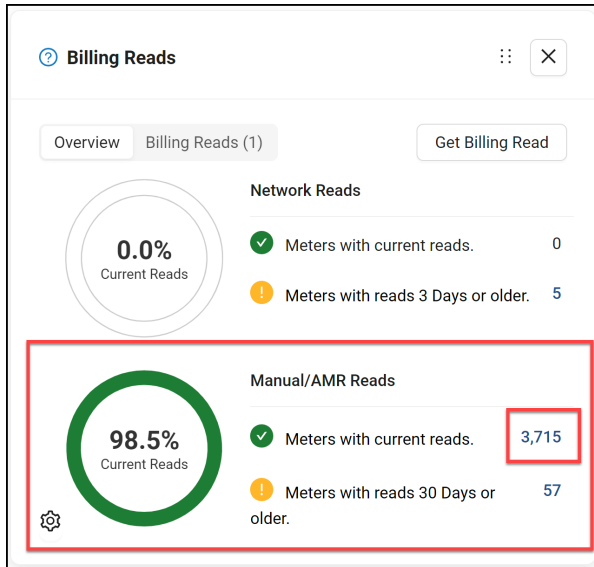 Billing Reads
Overview
Billing Reads (1)
Get Billing Read
0.0%
Current Reads
Network Reads
Meters with current reads. 0
Meters with reads 3 Days or older. 5
98.5%
Current Reads
Manual/AMR Reads
Meters with current reads. 3,715
Meters with reads 30 Days or 57
older.